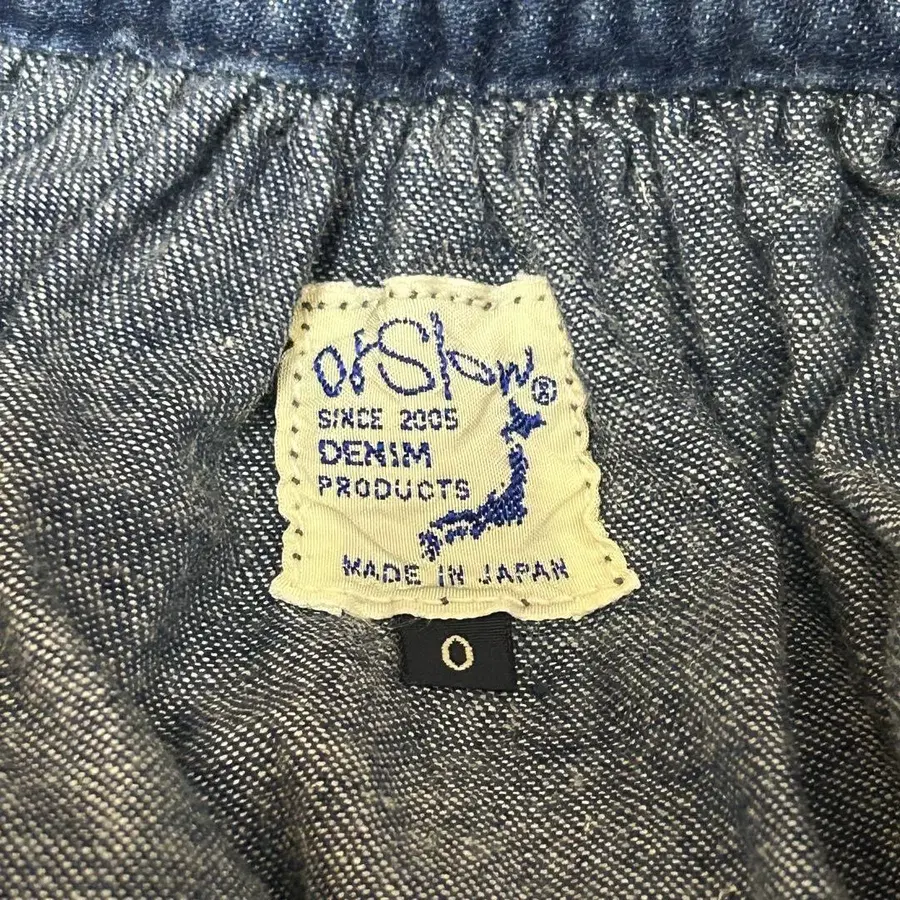 orSlow®
SINCE 2005
DENIM
PRODUCTS
MADE IN JAPAN
0